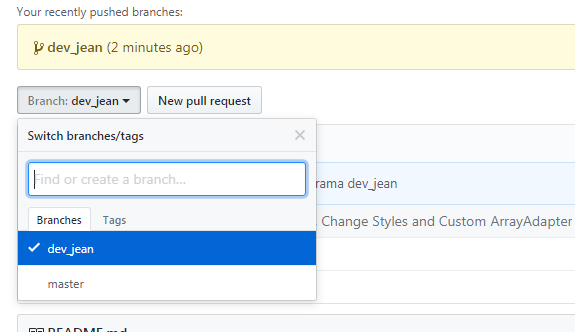 Your recently pushed branches:
dev_jean (2 minutes ago)
Branch: dev_jean
New pull request
Switch branches/tags
Find or create a branch...
rama dev_jean
Branches
Tags
Change Styles and Custom ArrayAdapter
dev_jean
master
README.md